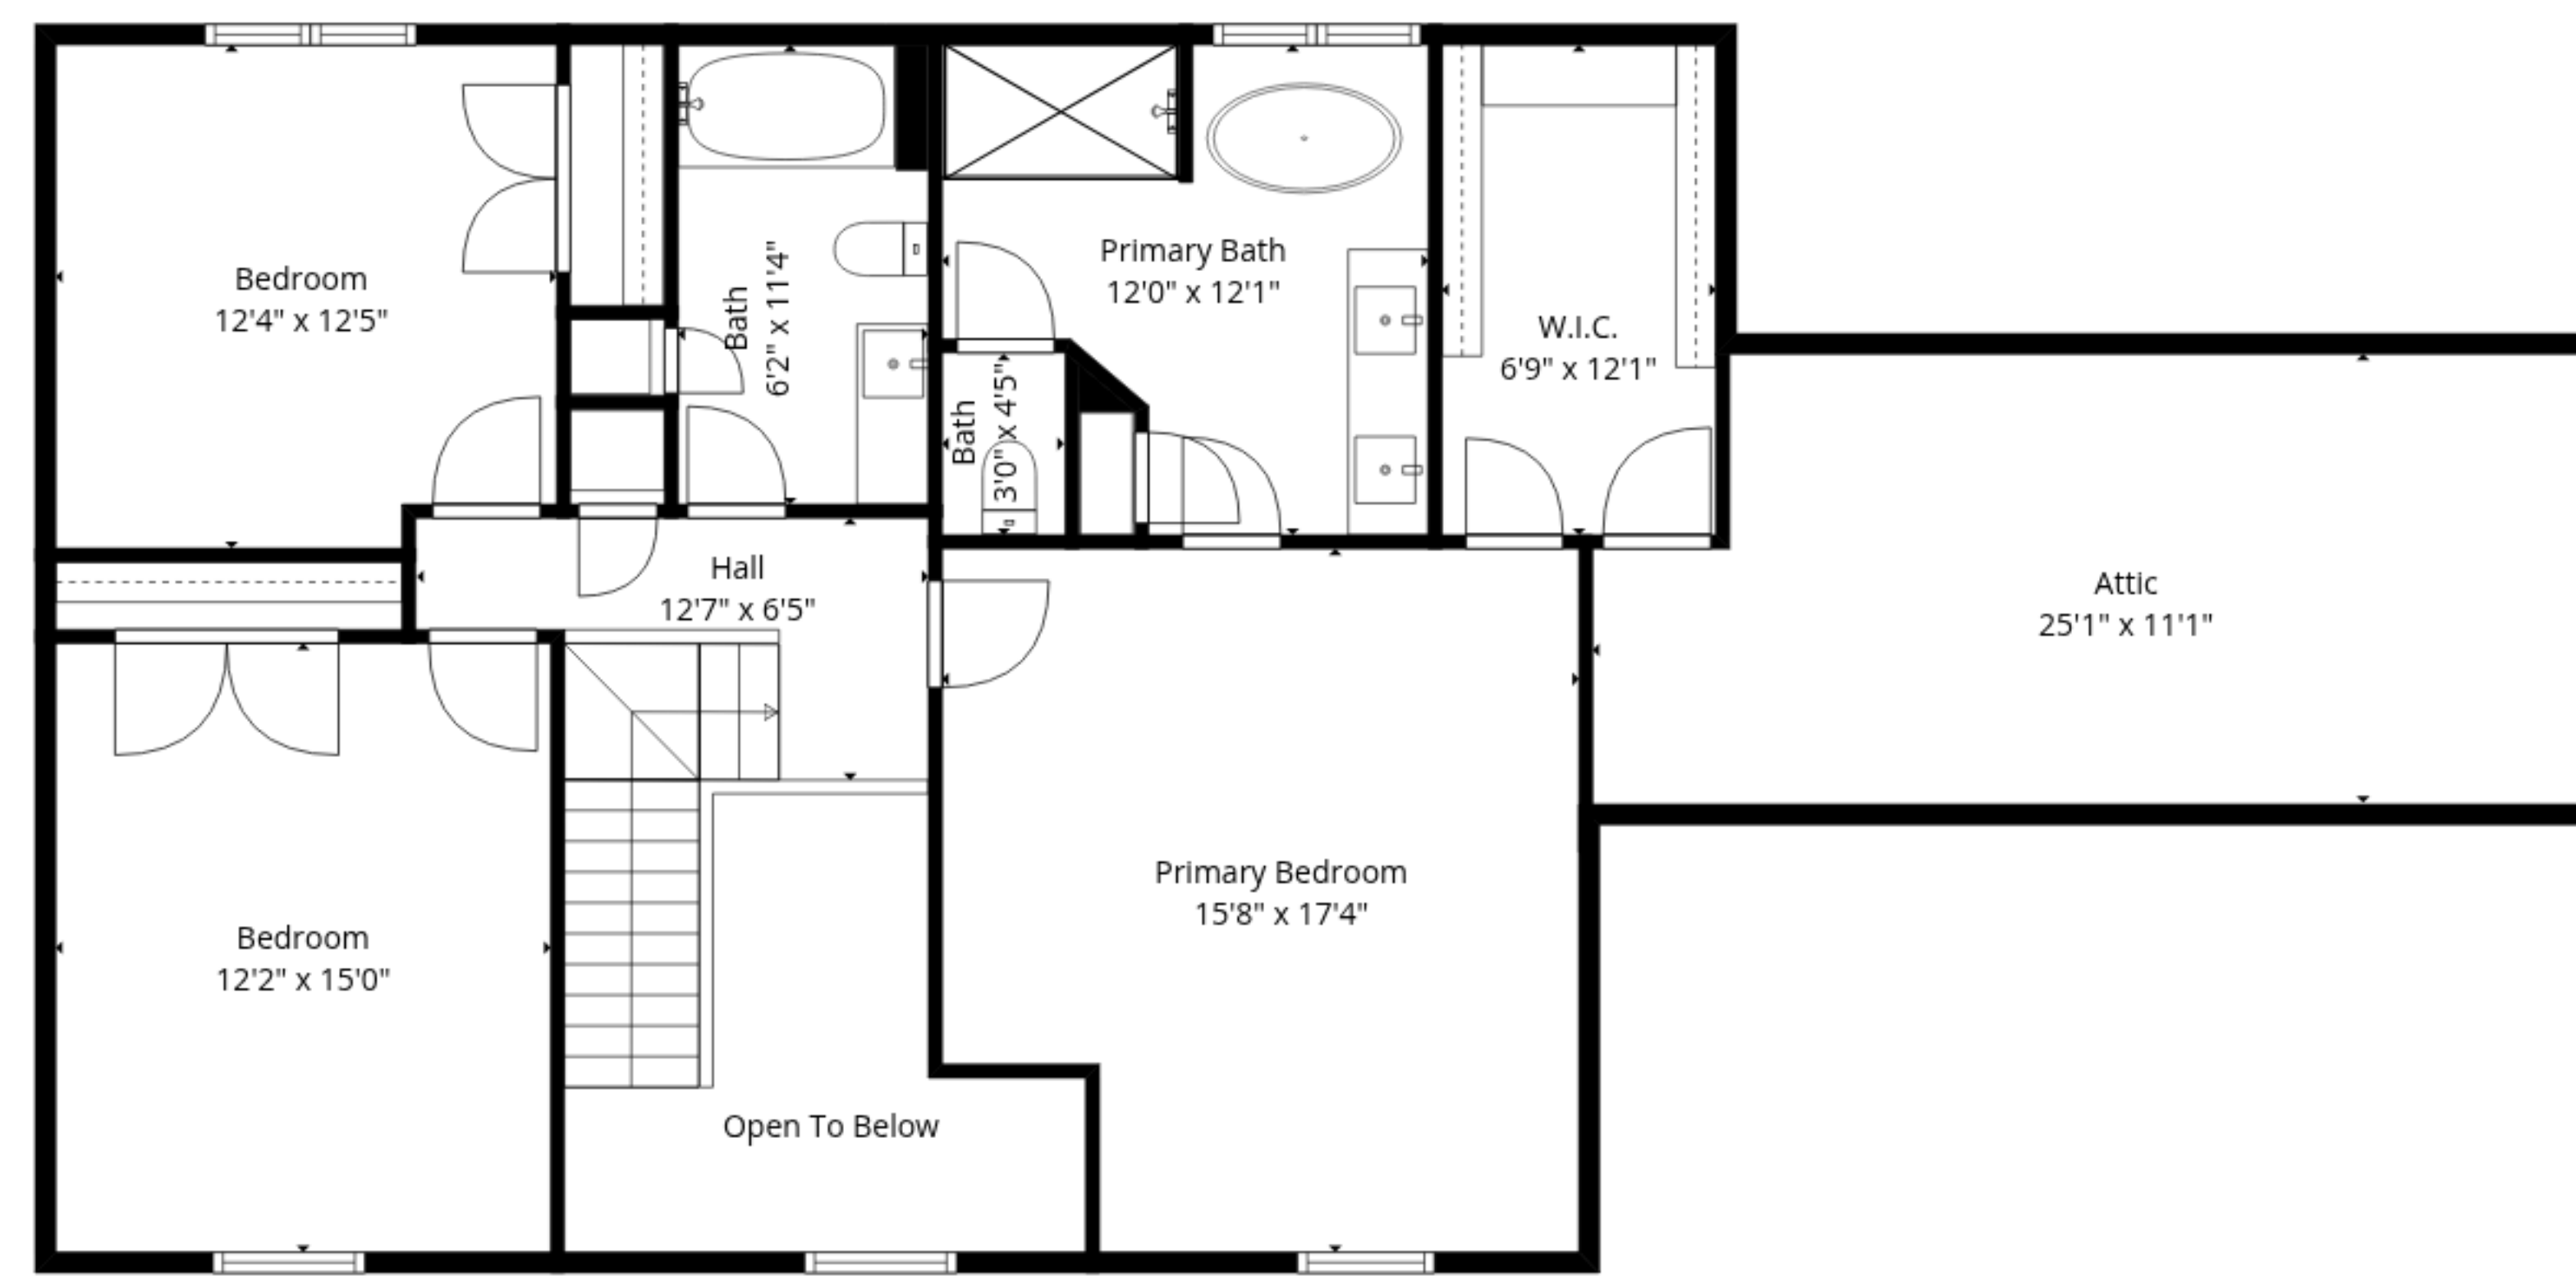 Bedroom
12'4" x 12'5"
Bath
6'2" x 11'4"
Primary Bath
12'0" x 12'1"
W.I.C.
6'9" x 12'1"
Bath
3'0" x 4'5"
Hall
12'7" x 6'5"
Attic
25'1" x 11'1"
Primary Bedroom
15'8" x 17'4"
Bedroom
12'2" x 15'0"
Open To Below